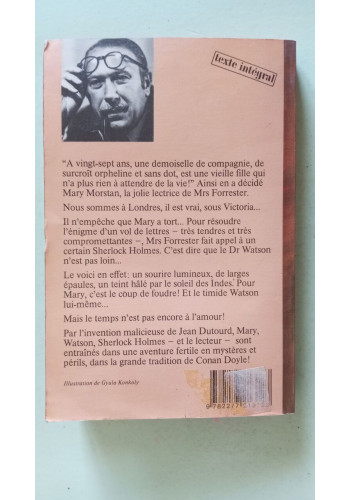 texte intégral
"A vingt-sept ans, une demoiselle de compagnie, de
surcroît orpheline et sans dot, est une vieille fille qui
n'a plus rien à attendre de la vie!" Ainsi en a décidé
Mary Morstan, la jolie lectrice de Mrs Forrester.
Nous sommes à Londres, il est vrai, sous Victoria...
Il n'empêche que Mary a tort... Pour résoudre
l'énigme d'un vol de lettres – très tendres et très
compromettantes –, Mrs Forrester fait appel à un
certain Sherlock Holmes. C'est dire que le Dr Watson
n'est pas loin...
Le voici en effet: un sourire lumineux, de larges
épaules, un teint hâlé par le soleil des Indes. Pour
Mary, c'est le coup de foudre! Et le timide Watson
lui-même...
Mais le temps n'est pas encore à l'amour!
Par l'invention malicieuse de Jean Dutourd, Mary,
Watson, Sherlock Holmes – et le lecteur – sont
entraînés dans une aventure fertile en mystères et
périls, dans la grande tradition de Conan Doyle!
Illustration de Gyula Konkoly